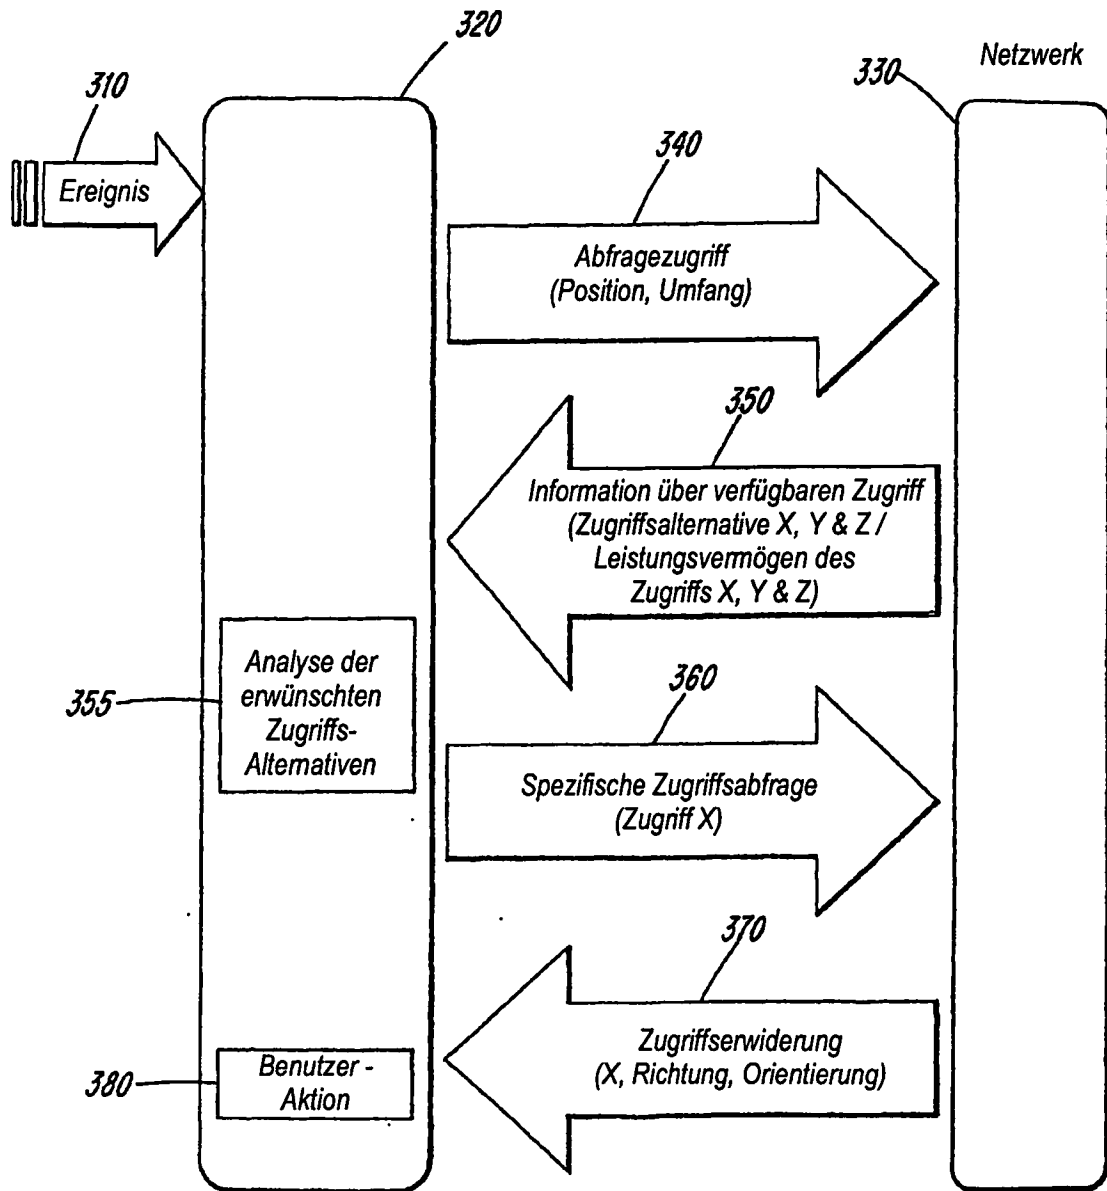 320
Netzwerk
310
330
Ereignis
340
Abfragezugriff
(Position, Umfang)
350
Information über verfügbaren Zugriff
(Zugriffsalternative X, Y & Z /
Leistungsvermögen des
Zugriffs X, Y & Z)
355
Analyse der
erwünschten
Zugriffs-
Alternativen
360
Spezifische Zugriffsabfrage
(Zugriff X)
370
Zugriffserwiderung
(X, Richtung, Orientierung)
380
Benutzer -
Aktion